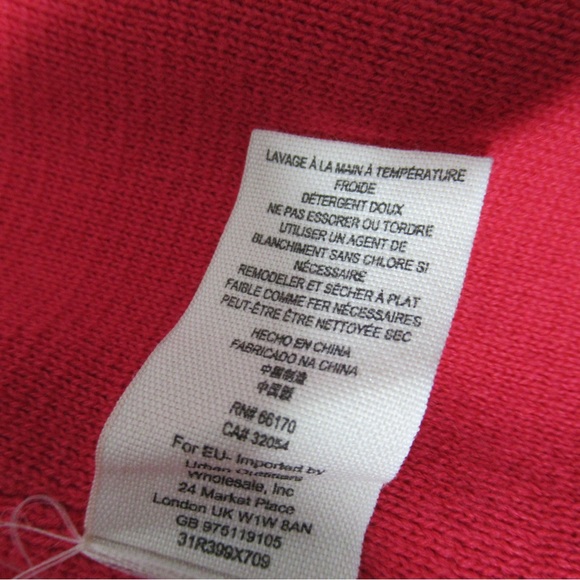 LAVAGE À LA MAIN À TEMPÉRATURE
FROIDE
DÉTERGENT DOUX
NE PAS ESSORER OU TORDRE
UTILISER UN AGENT DE
BLANCHIMENT SANS CHLORE SI
NÉCESSAIRE
REMODELER ET SÉCHER À PLAT
FAIBLE COMME FER NÉCESSAIRES
PEUT-ÊTRE ÊTRE NETTOYÉE SEC
HECHO EN CHINA
FABRICADO NA CHINA
中国制造
中国製
RN# 66170
CA# 32054
For EU- Imported by
Urban Outfitters
Wholesale, Inc
24 Market Place
London UK W1W 8AN
GB 976119105
31R399X709